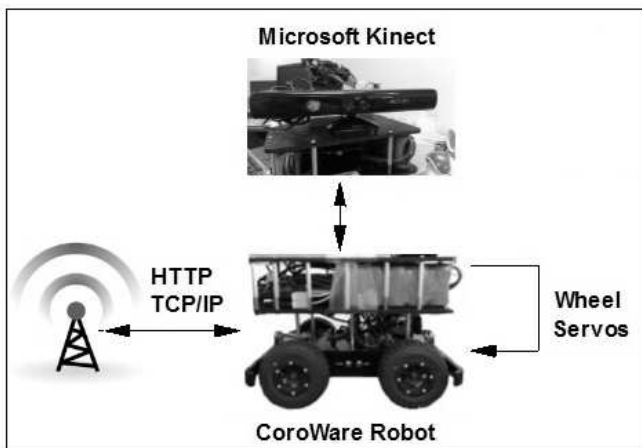 Microsoft Kinect
HTTP
TCP/IP
Wheel
Servos
CoroWare Robot